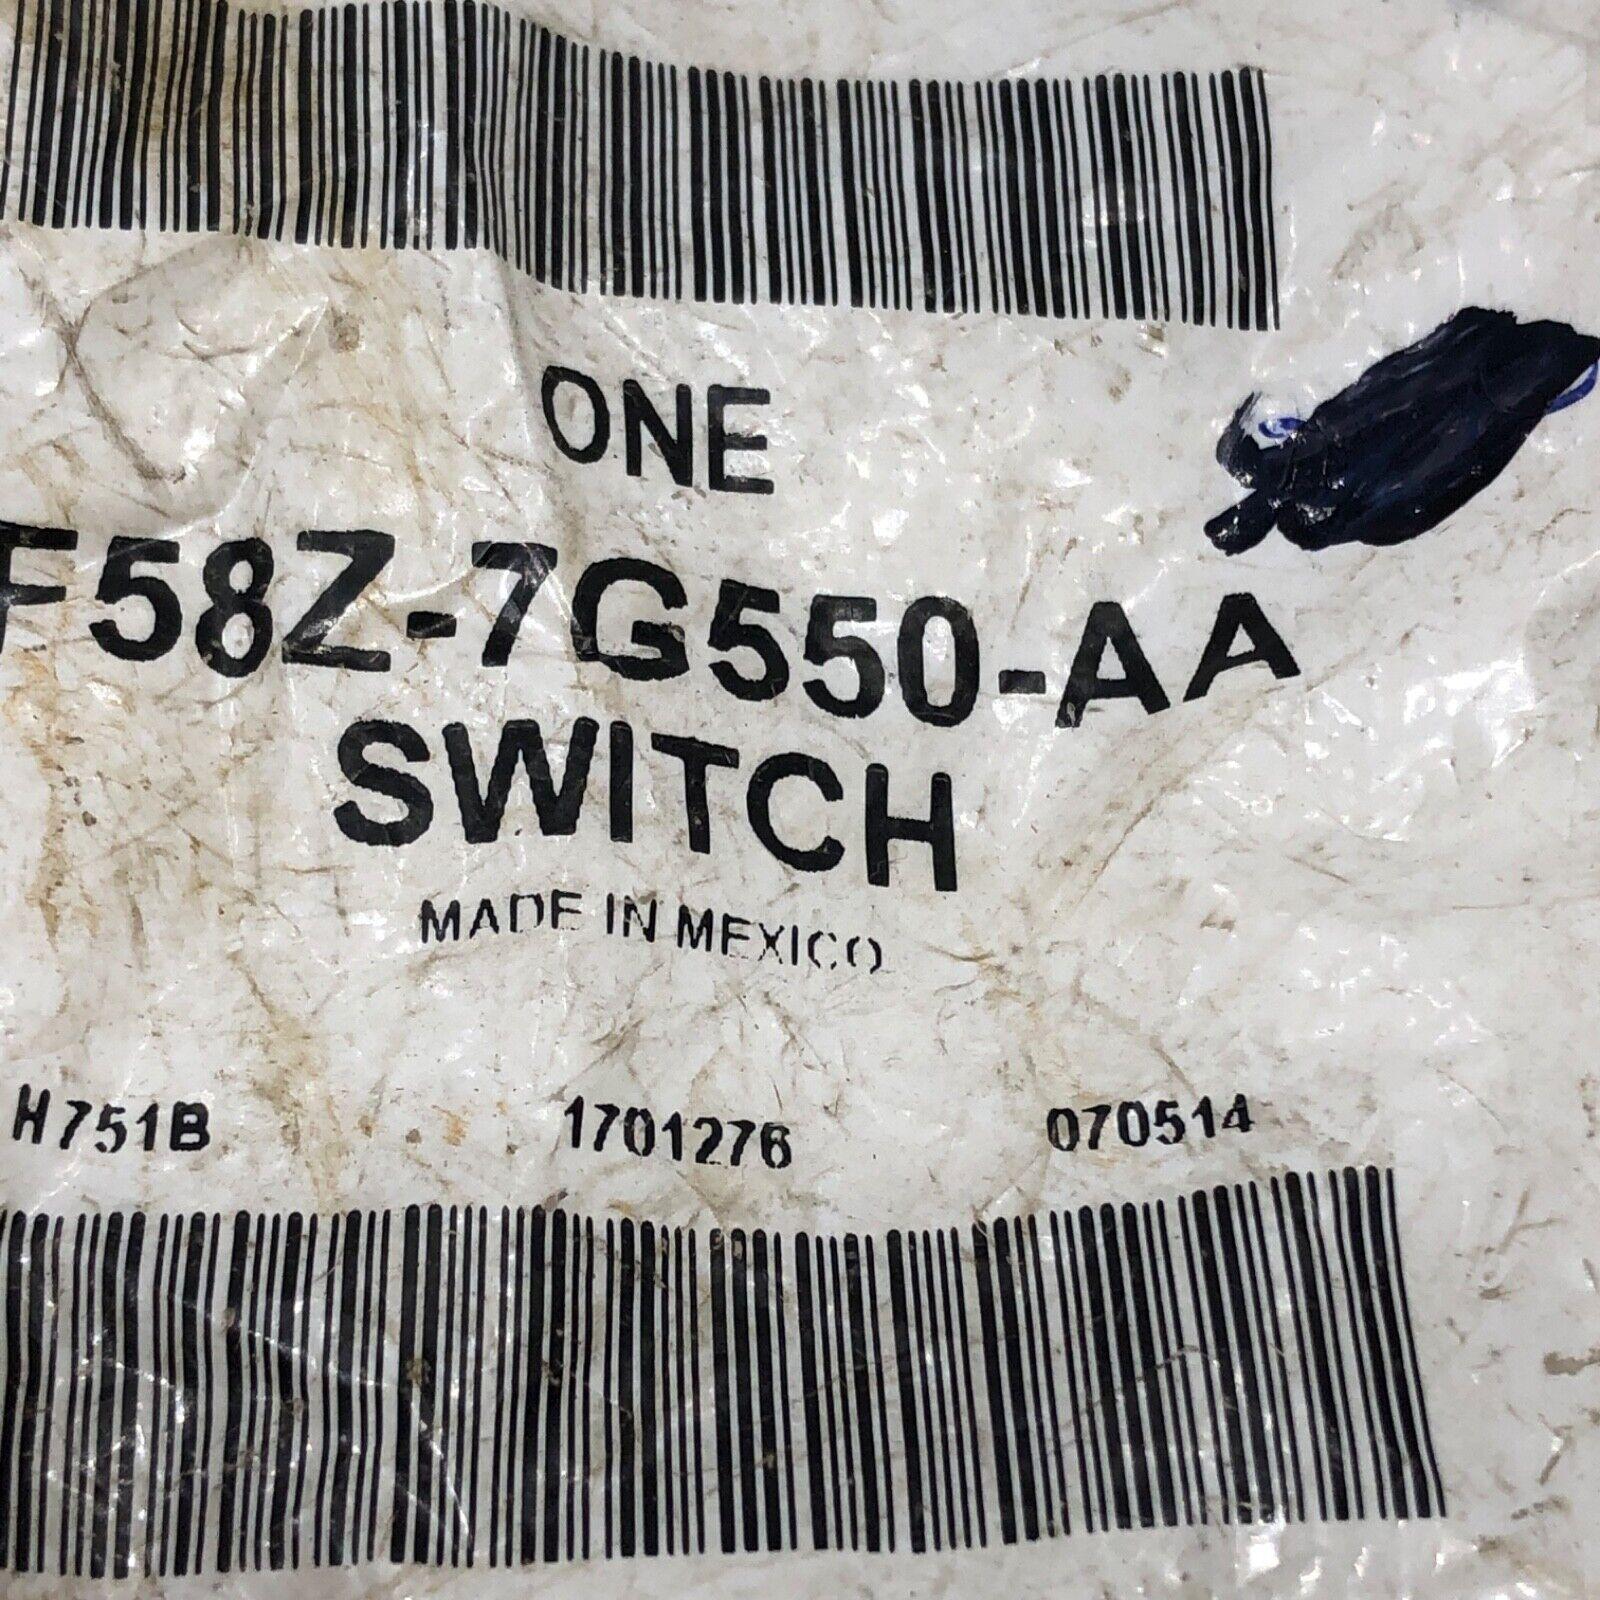 ONE
F58Z-7G550-AA
SWITCH
MADE IN MEXICO
H751B 1701276 070514